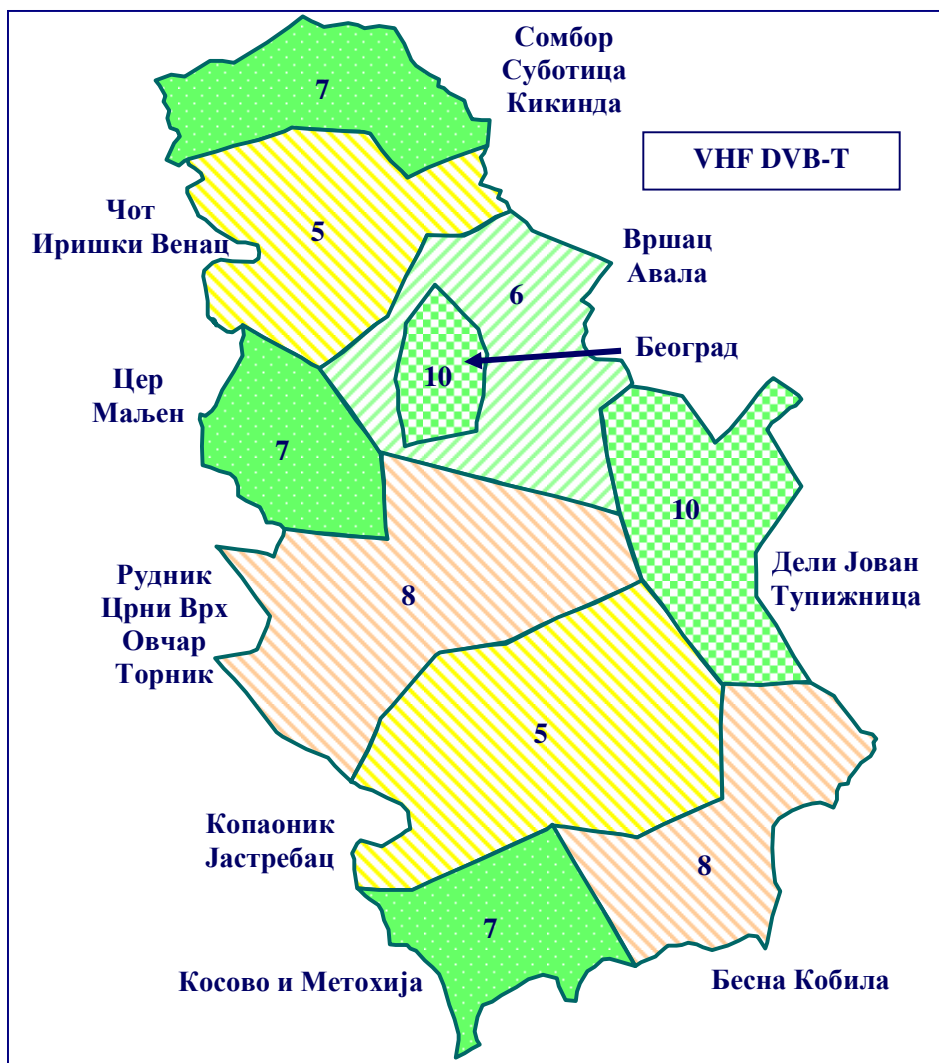 Сомбор
Суботица
Кикинда
7
VHF DVB-T
Чот
Иришки Венац
5
Вршац
Авала
6
Београд
10
Цер
Маљен
7
10
Дели Јован
Тупижница
Рудник
Црни Врх
Овчар
Торник
8
5
Копаоник
Јастребац
8
7
Косово и Метохија
Бесна Кобила